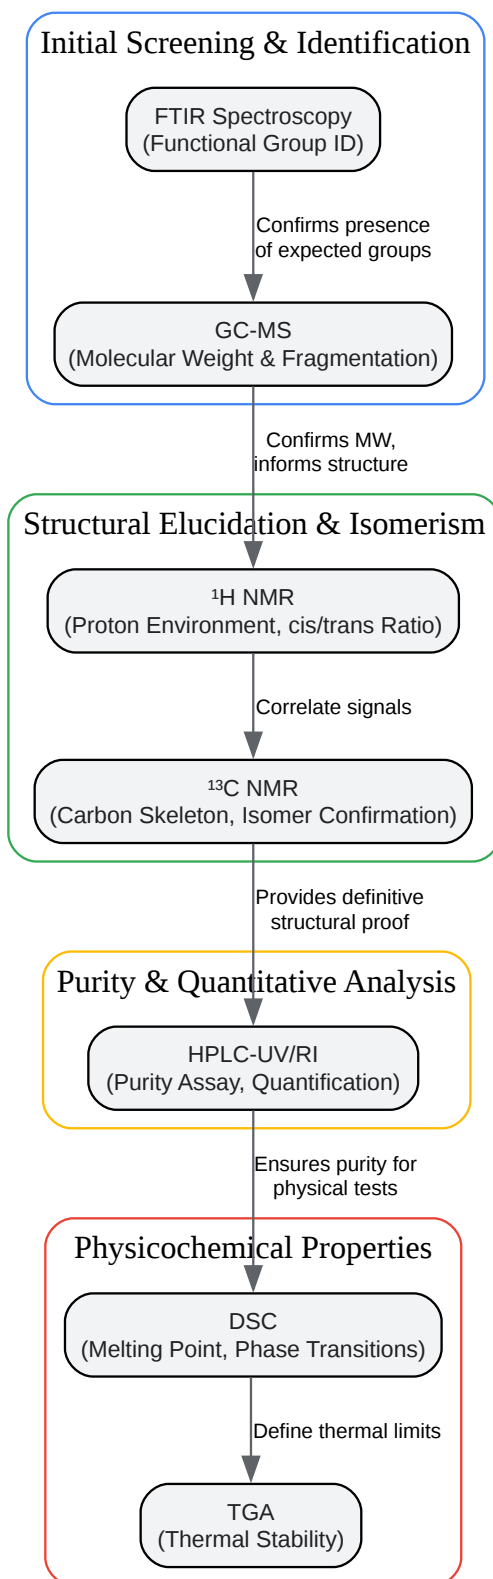 Initial Screening & Identification
FTIR Spectroscopy
(Functional Group ID)
Confirms presence
of expected groups
GC-MS
(Molecular Weight & Fragmentation)
Confirms MW,
informs structure
Structural Elucidation & Isomerism
¹H NMR
(Proton Environment, cis/trans Ratio)
Correlate signals
¹³C NMR
(Carbon Skeleton, Isomer Confirmation)
Provides definitive
structural proof
Purity & Quantitative Analysis
HPLC-UV/RI
(Purity Assay, Quantification)
Ensures purity for
physical tests
Physicochemical Properties
DSC
(Melting Point, Phase Transitions)
Define thermal limits
TGA
(Thermal Stability)